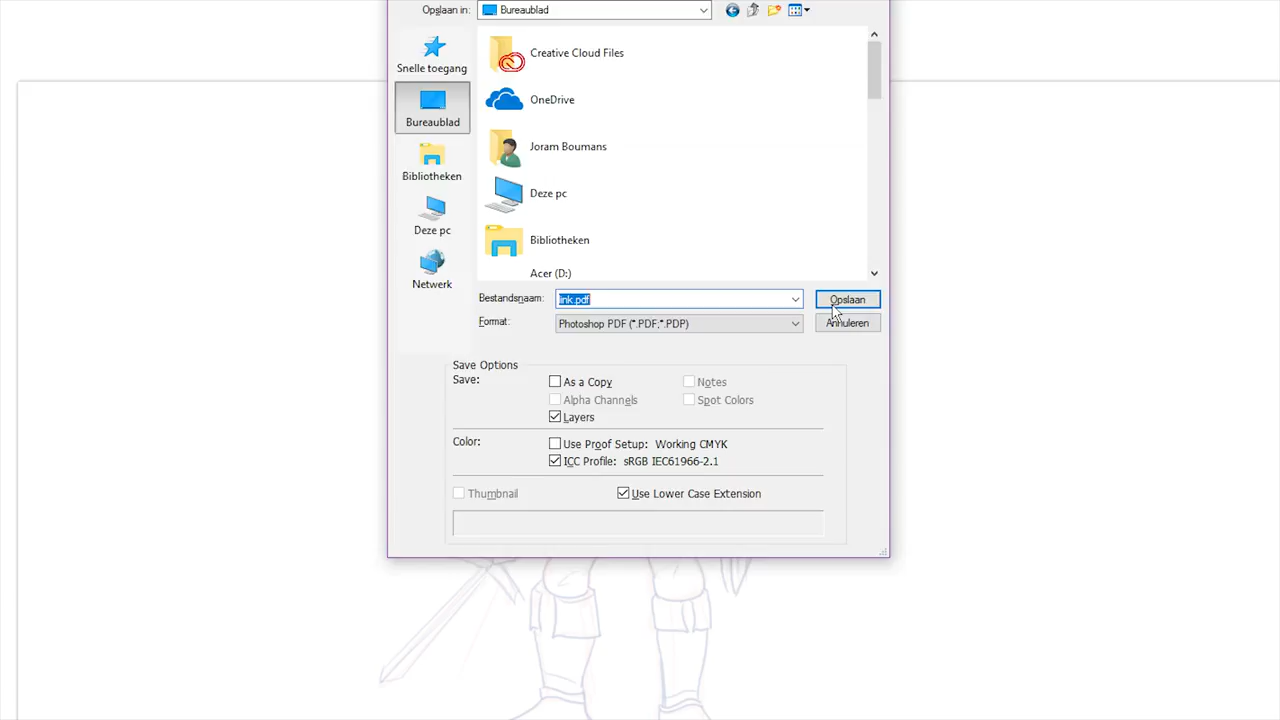 Opslaan in: Bureaublad
Snelle toegang
Bureaublad
Bibliotheken
Deze pc
Netwerk
Creative Cloud Files
OneDrive
Joram Boumans
Deze pc
Bibliotheken
Acer (D:)
Bestandsnaam: link.pdf Opslaan
Format: Photoshop PDF (*.PDF;*.PDP) Annuleren
Save Options
Save: As a Copy Notes
Alpha Channels Spot Colors
Layers
Color: Use Proof Setup: Working CMYK
ICC Profile: sRGB IEC61966-2.1
Thumbnail Use Lower Case Extension